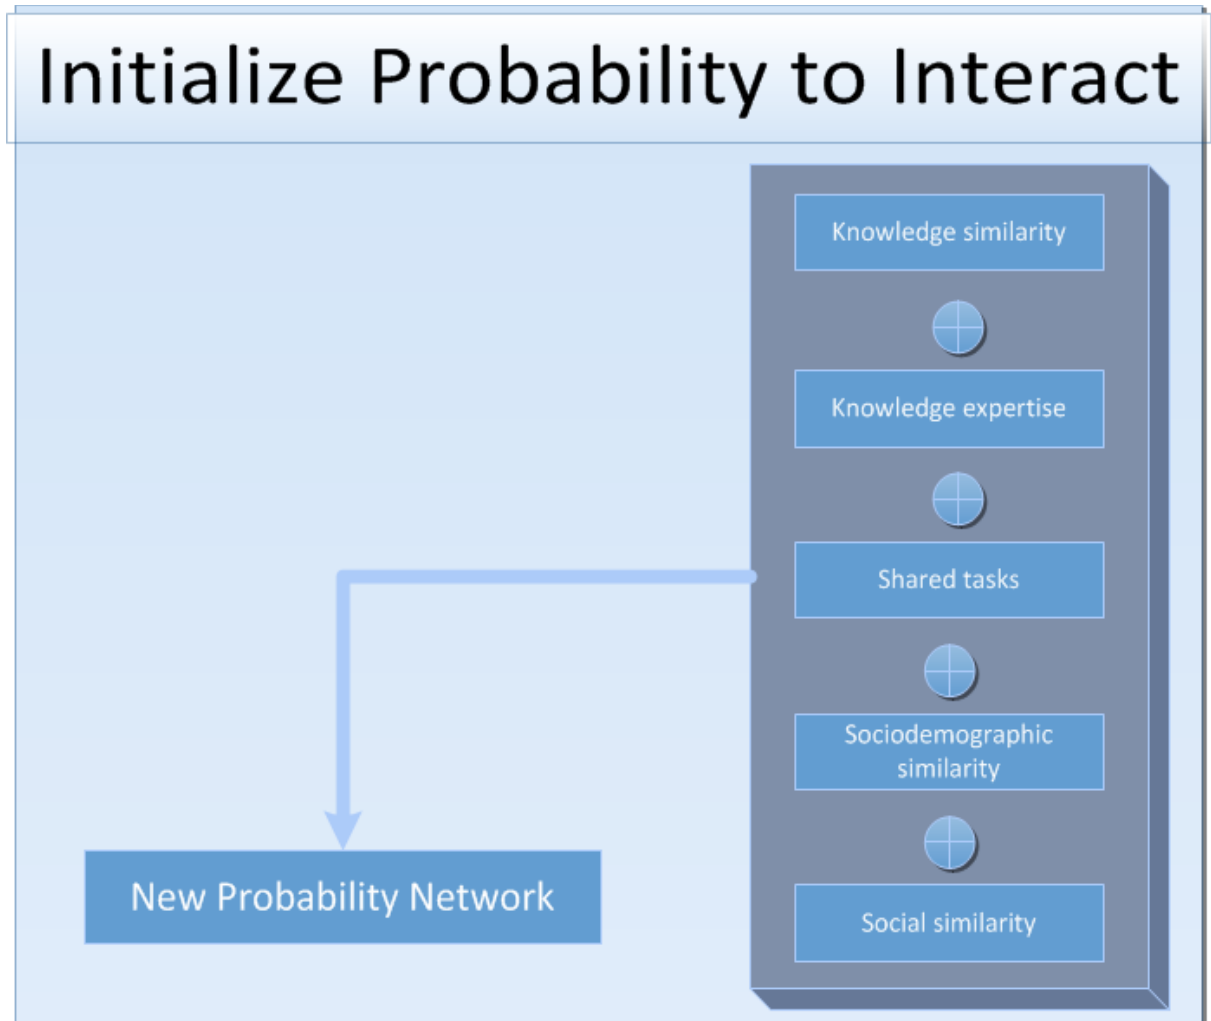 Initialize Probability to Interact
Knowledge similarity
Knowledge expertise
Shared tasks
Sociodemographic
similarity
Social similarity
New Probability Network